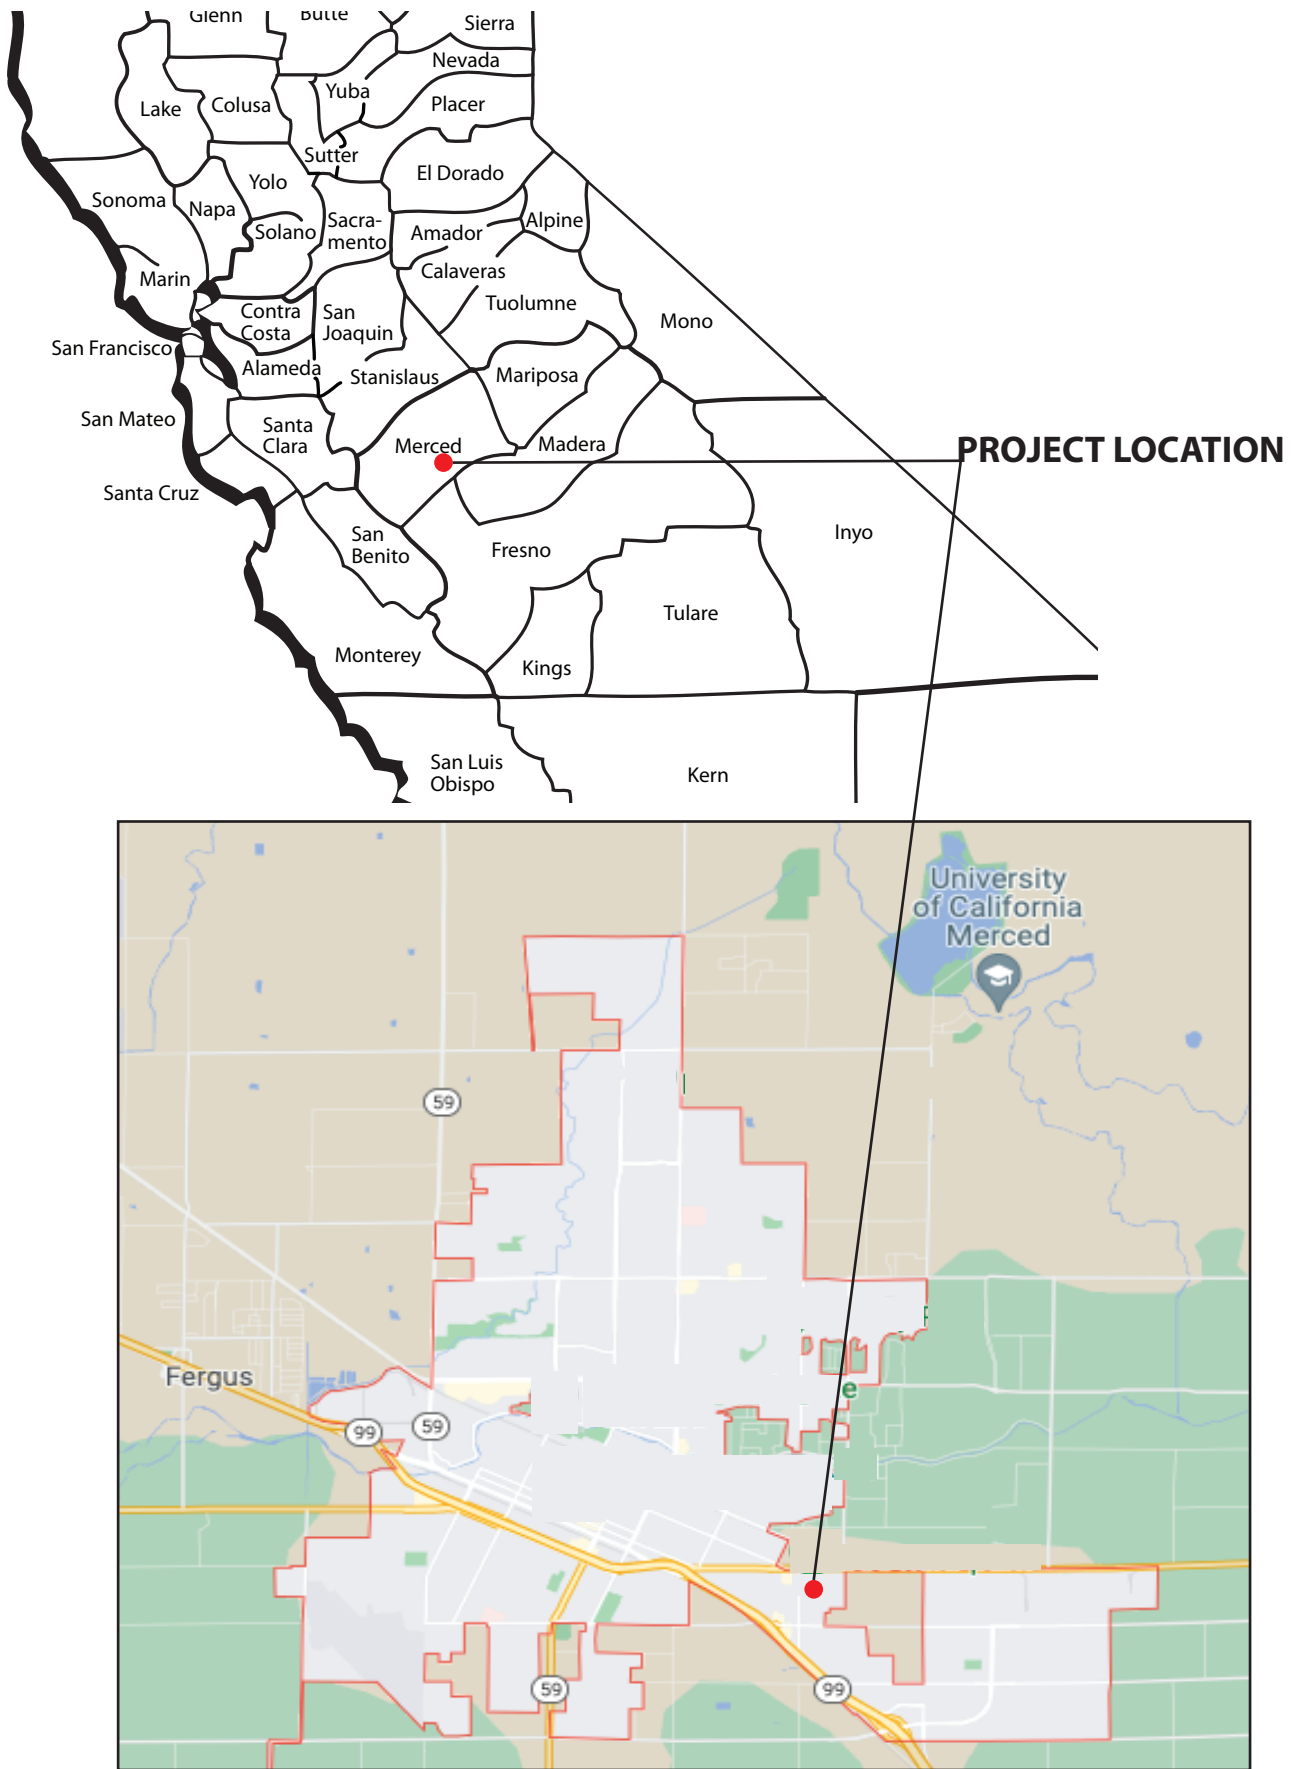 Glenn
Butte
Sierra
Nevada
Yuba
Lake
Colusa
Placer
Sutter
El Dorado
Yolo
Sonoma
Napa
Sacra-
mento
Solano
Amador
Alpine
Marin
Calaveras
Contra
Costa
San
Joaquin
Tuolumne
Mono
San Francisco
Alameda
Stanislaus
Mariposa
San Mateo
Santa
Clara
Merced
Madera
PROJECT LOCATION
Santa Cruz
San
Benito
Fresno
Inyo
Tulare
Monterey
Kings
San Luis
Obispo
Kern
University
of California
Merced
59
Fergus
e
99
59
59
99